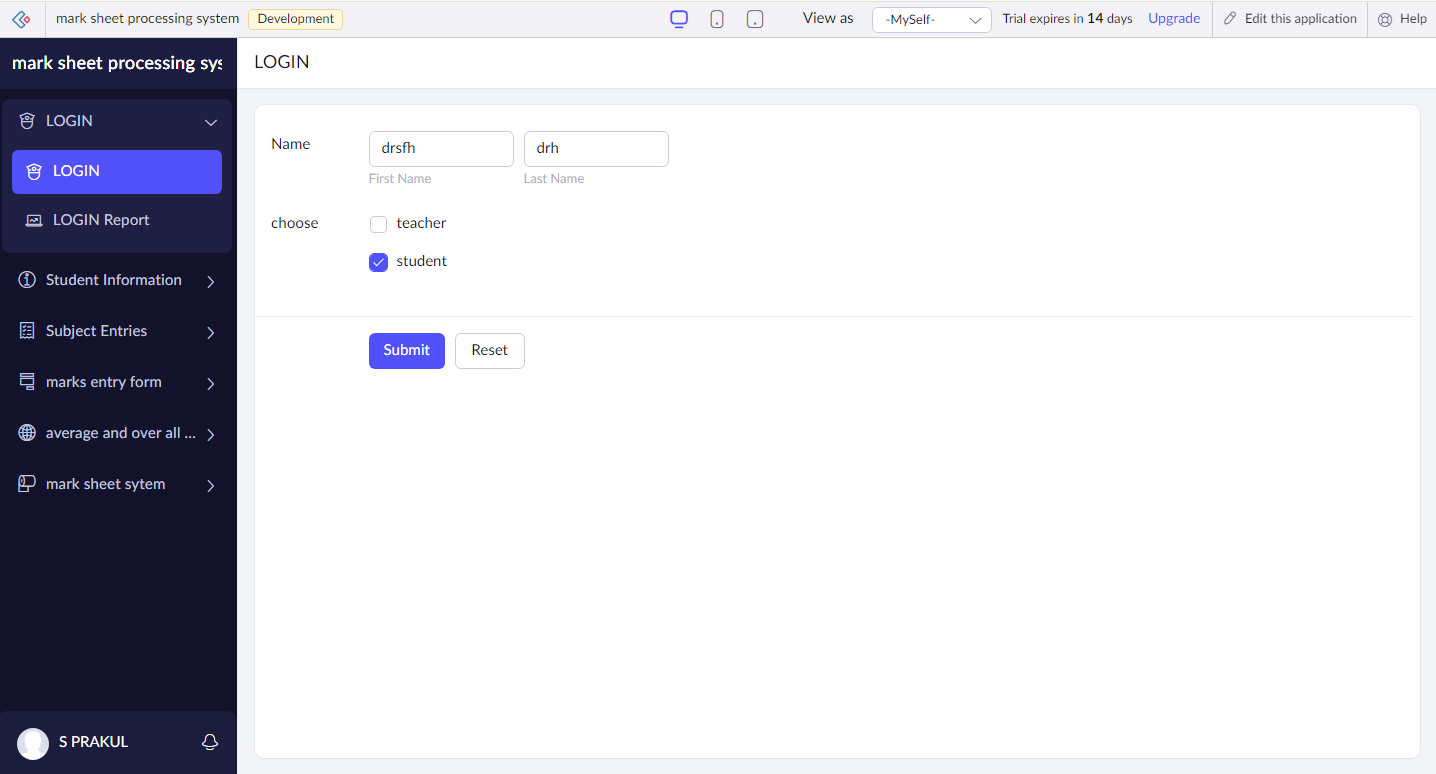 mark sheet processing system Development View as -MySelf- Trial expires in 14 days Upgrade Edit this application Help
mark sheet processing sys
LOGIN
LOGIN
LOGIN Report
Student Information
Subject Entries
marks entry form
average and over all ...
mark sheet sytem
S PRAKUL
LOGIN
Name drsfh drh
First Name Last Name
choose teacher
student
Submit Reset